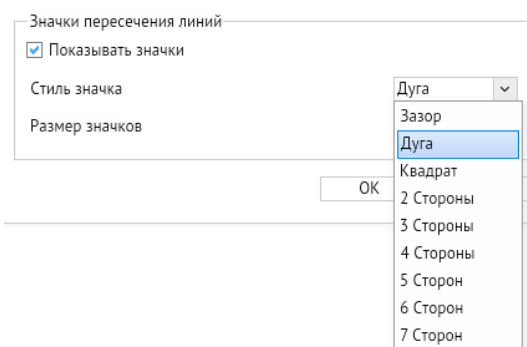 Значки пересечения линий
Показывать значки
Стиль значка
Дуга
Размер значков
Зазор
Дуга
Квадрат
2 Стороны
3 Стороны
4 Стороны
5 Сторон
6 Сторон
7 Сторон
OK